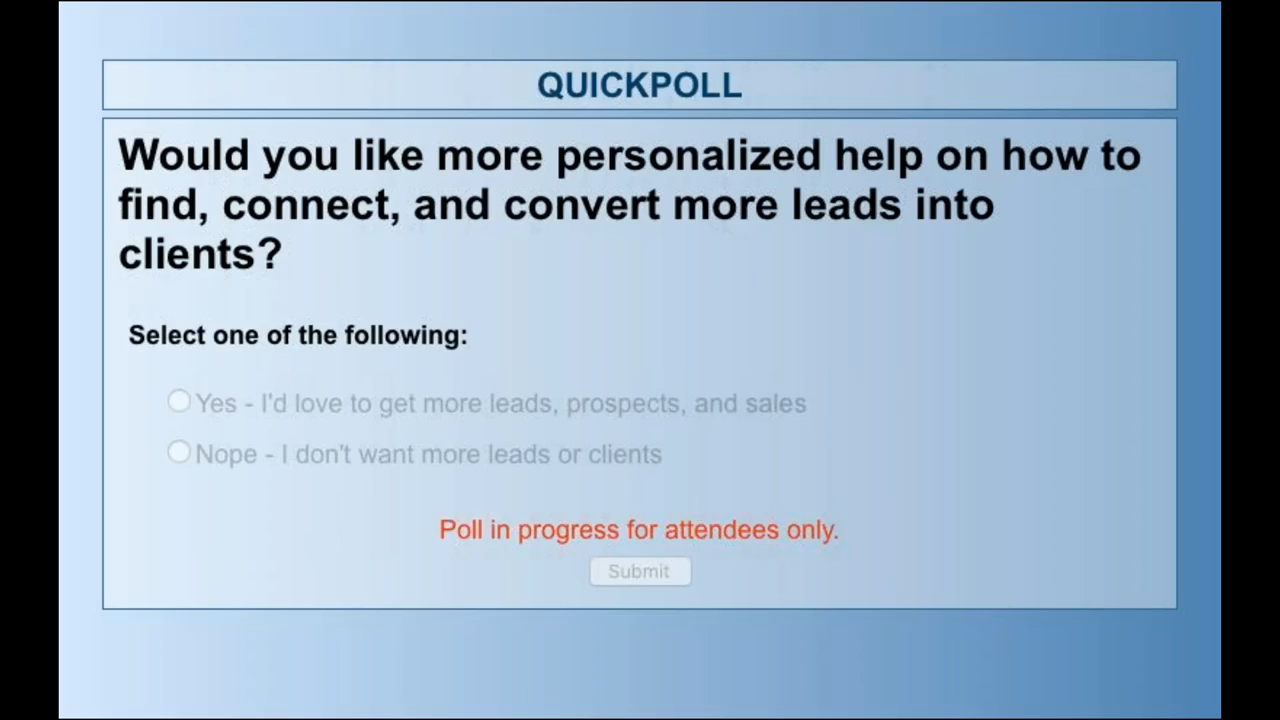 QUICKPOLL
Would you like more personalized help on how to
find, connect, and convert more leads into
clients?
Select one of the following:
Yes - I'd love to get more leads, prospects, and sales
Nope - I don't want more leads or clients
Poll in progress for attendees only.
Submit